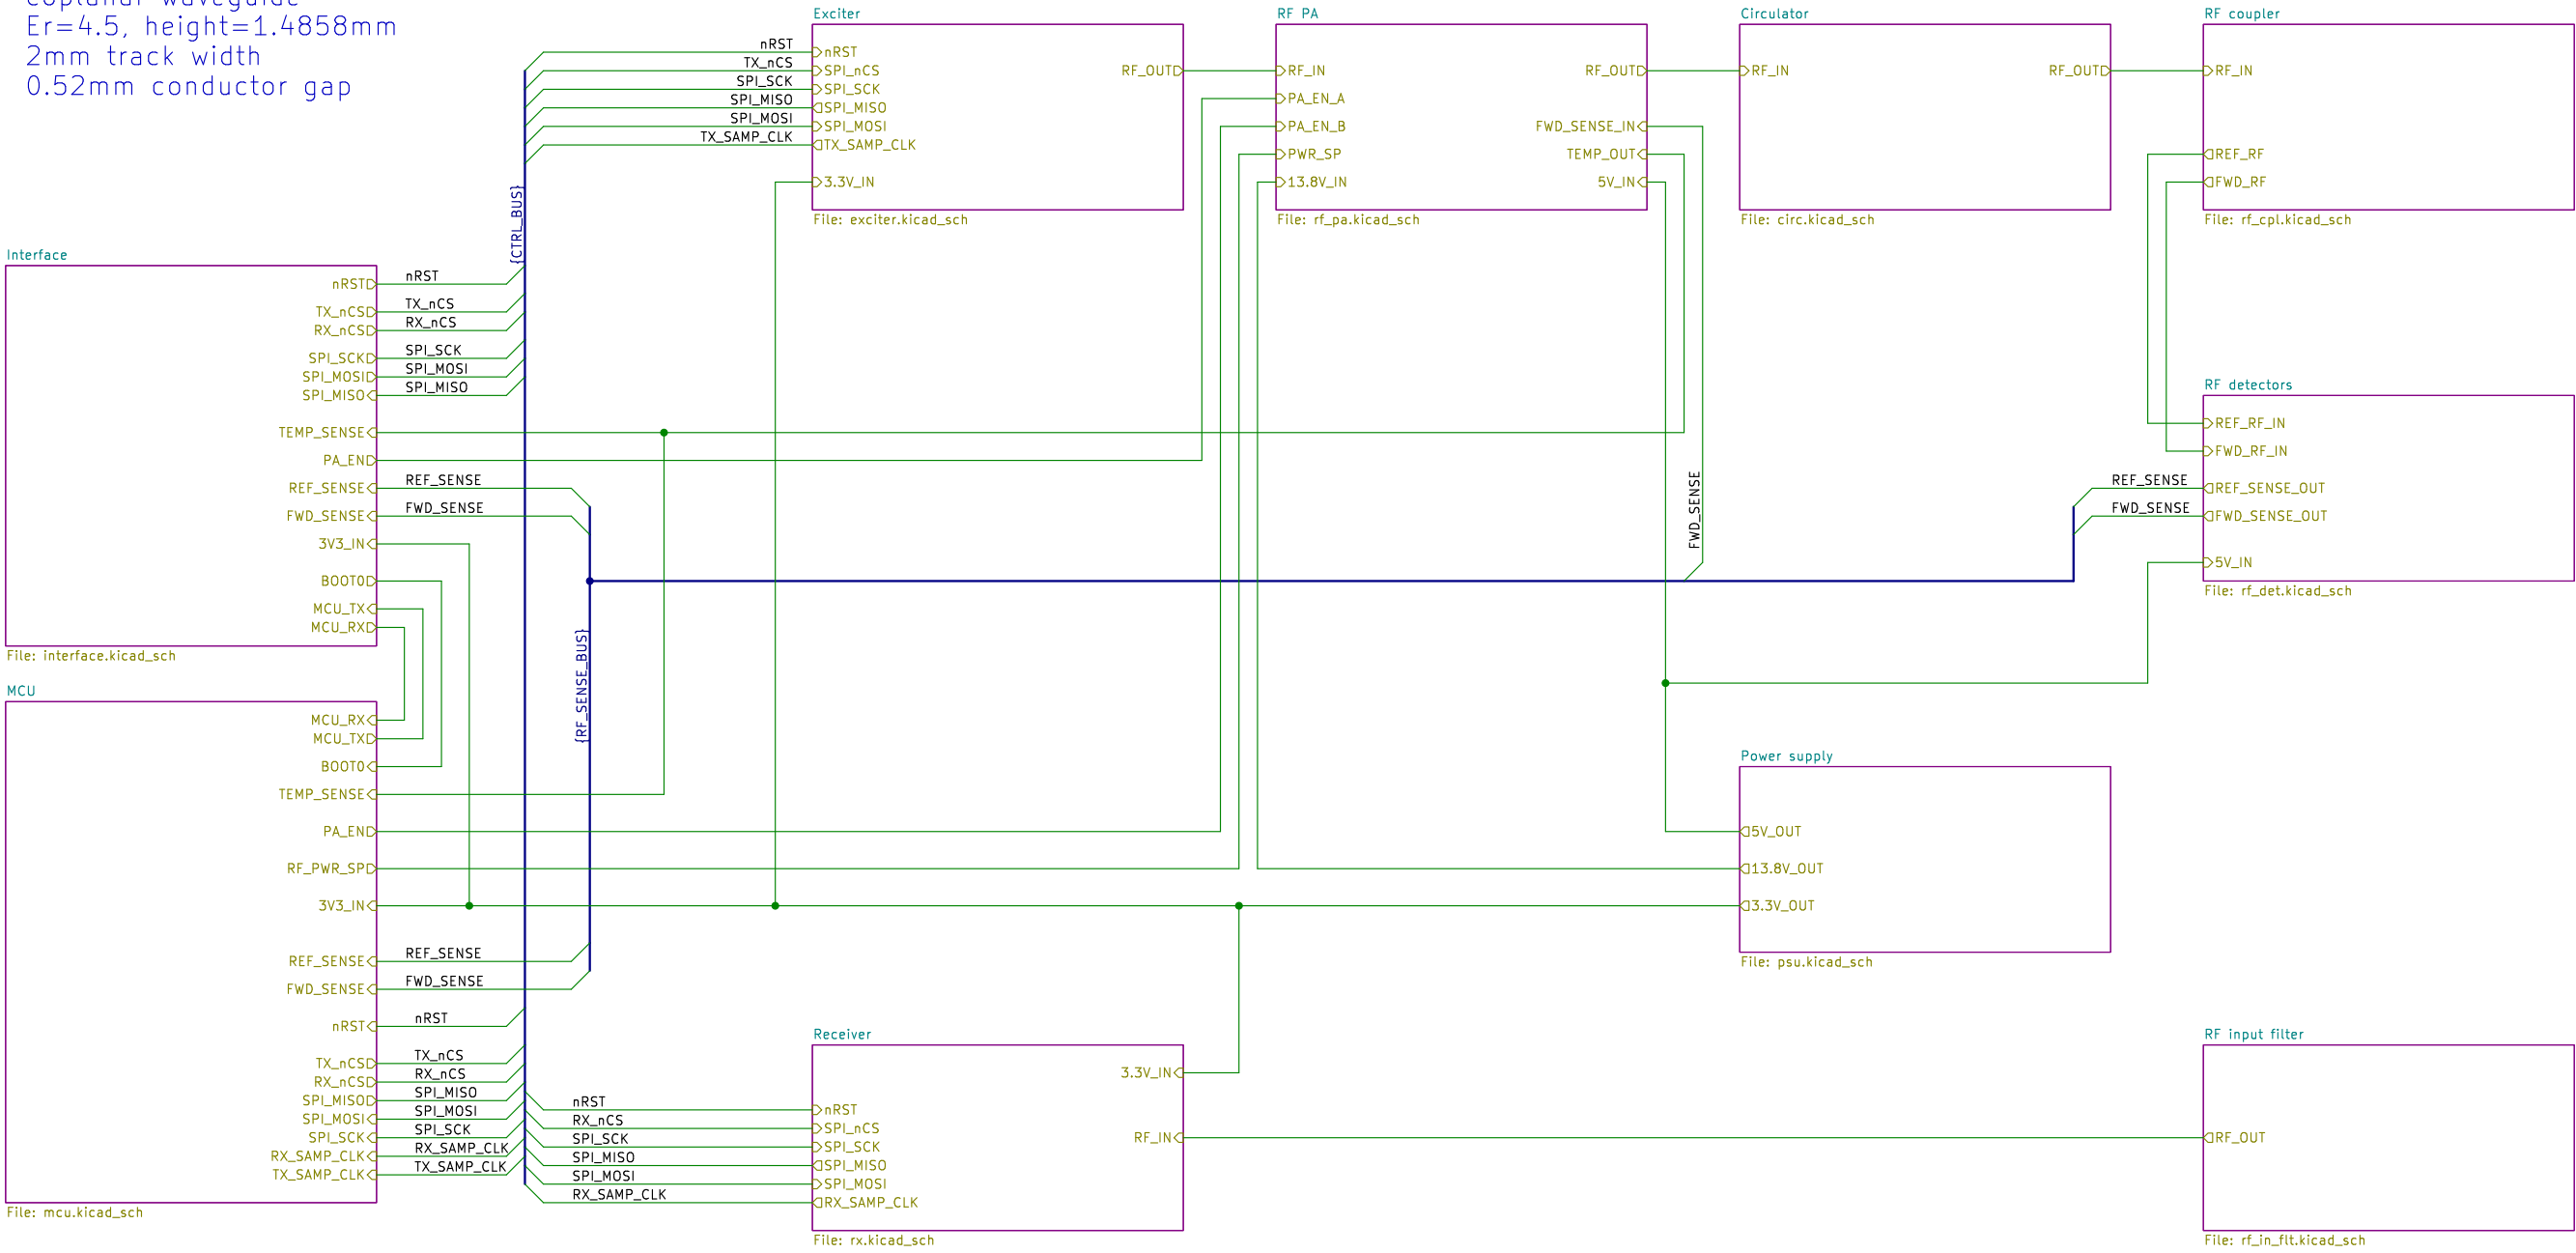 coplanar waveguide
Er=4.5, height=1.4858mm
2mm track width
0.52mm conductor gap
Exciter
nRST
TX_nCS
SPI_SCK
SPI_MISO
SPI_MOSI
TX_SAMP_CLK
nRST
SPI_nCS
SPI_SCK
SPI_MISO
SPI_MOSI
TX_SAMP_CLK
3.3V_IN
RF_OUT
File: exciter.kicad_sch
RF PA
RF_IN
PA_EN_A
PA_EN_B
PWR_SP
13.8V_IN
RF_OUT
FWD_SENSE_IN
TEMP_OUT
5V_IN
File: rf_pa.kicad_sch
Circulator
RF_IN
RF_OUT
File: circ.kicad_sch
RF coupler
RF_IN
REF_RF
FWD_RF
File: rf_cpl.kicad_sch
{CTRL_BUS}
Interface
nRST
TX_nCS
RX_nCS
SPI_SCK
SPI_MOSI
SPI_MISO
TEMP_SENSE
PA_EN
REF_SENSE
FWD_SENSE
3V3_IN
BOOT0
MCU_TX
MCU_RX
nRST
TX_nCS
RX_nCS
SPI_SCK
SPI_MOSI
SPI_MISO
REF_SENSE
FWD_SENSE
File: interface.kicad_sch
FWD_SENSE
RF detectors
REF_SENSE
FWD_SENSE
REF_RF_IN
FWD_RF_IN
REF_SENSE_OUT
FWD_SENSE_OUT
5V_IN
File: rf_det.kicad_sch
{RF_SENSE_BUS}
MCU
MCU_RX
MCU_TX
BOOT0
TEMP_SENSE
PA_EN
RF_PWR_SP
3V3_IN
REF_SENSE
FWD_SENSE
nRST
TX_nCS
RX_nCS
SPI_MISO
SPI_MOSI
SPI_SCK
RX_SAMP_CLK
TX_SAMP_CLK
REF_SENSE
FWD_SENSE
nRST
TX_nCS
RX_nCS
SPI_MISO
SPI_MOSI
SPI_SCK
RX_SAMP_CLK
TX_SAMP_CLK
File: mcu.kicad_sch
Power supply
5V_OUT
13.8V_OUT
3.3V_OUT
File: psu.kicad_sch
Receiver
nRST
RX_nCS
SPI_SCK
SPI_MISO
SPI_MOSI
RX_SAMP_CLK
3.3V_IN
nRST
SPI_nCS
SPI_SCK
SPI_MISO
SPI_MOSI
RX_SAMP_CLK
RF_IN
File: rx.kicad_sch
RF input filter
RF_OUT
File: rf_in_flt.kicad_sch